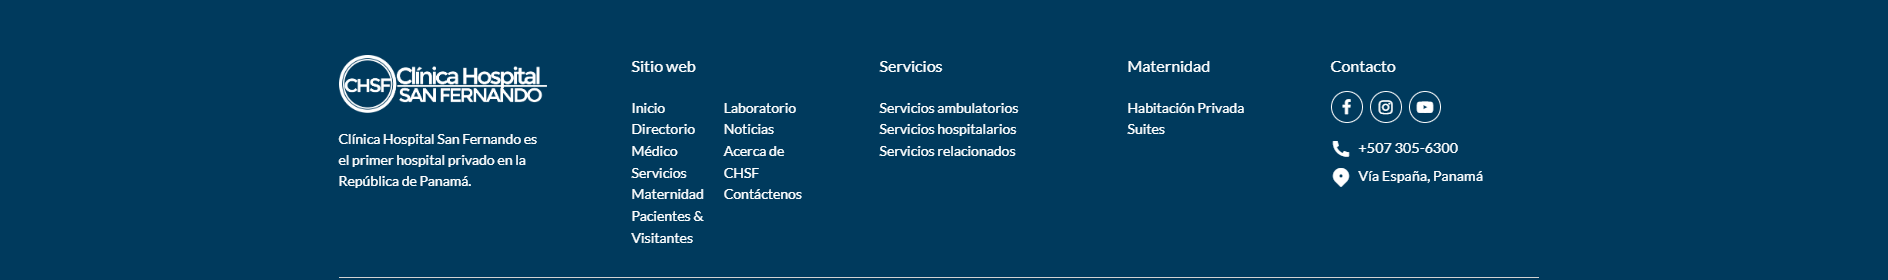 CHSF Clínica Hospital
SAN FERNANDO
Clínica Hospital San Fernando es
el primer hospital privado en la
República de Panamá.
Sitio web
Inicio
Directorio
Médico
Servicios
Maternidad
Pacientes &
Visitantes
Laboratorio
Noticias
Acerca de
CHSF
Contáctenos
Servicios
Servicios ambulatorios
Servicios hospitalarios
Servicios relacionados
Maternidad
Habitación Privada
Suites
Contacto
+507 305-6300
Vía España, Panamá